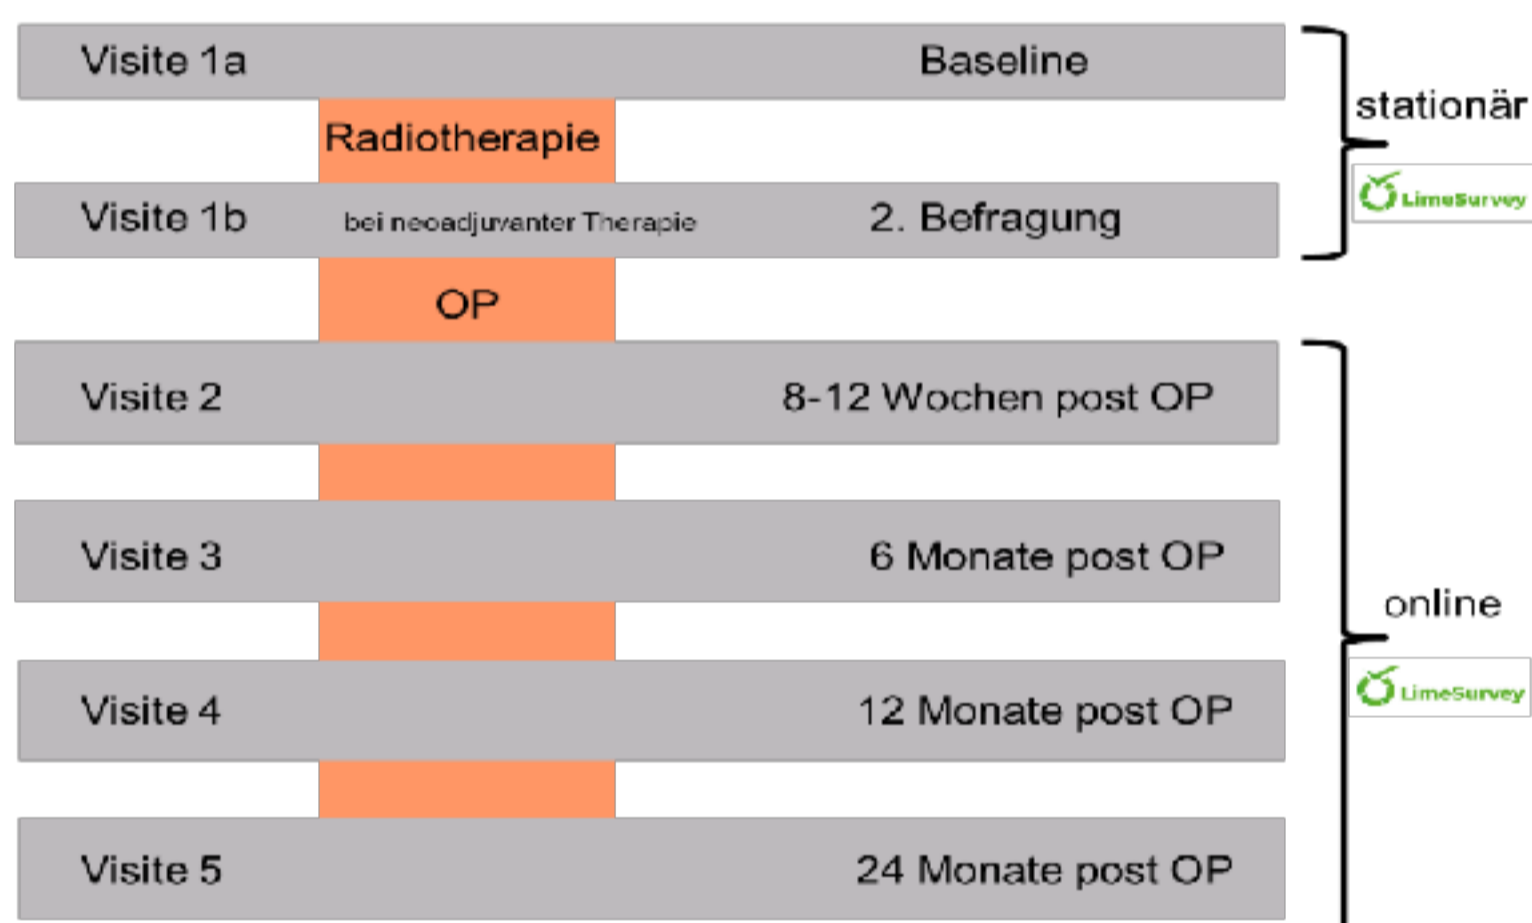 Visite 1a Baseline
stationär
Radiotherapie
LimeSurvey
Visite 1b bei neoadjuvanter Therapie 2. Befragung
OP
Visite 2 8-12 Wochen post OP
Visite 3 6 Monate post OP
online
LimeSurvey
Visite 4 12 Monate post OP
Visite 5 24 Monate post OP